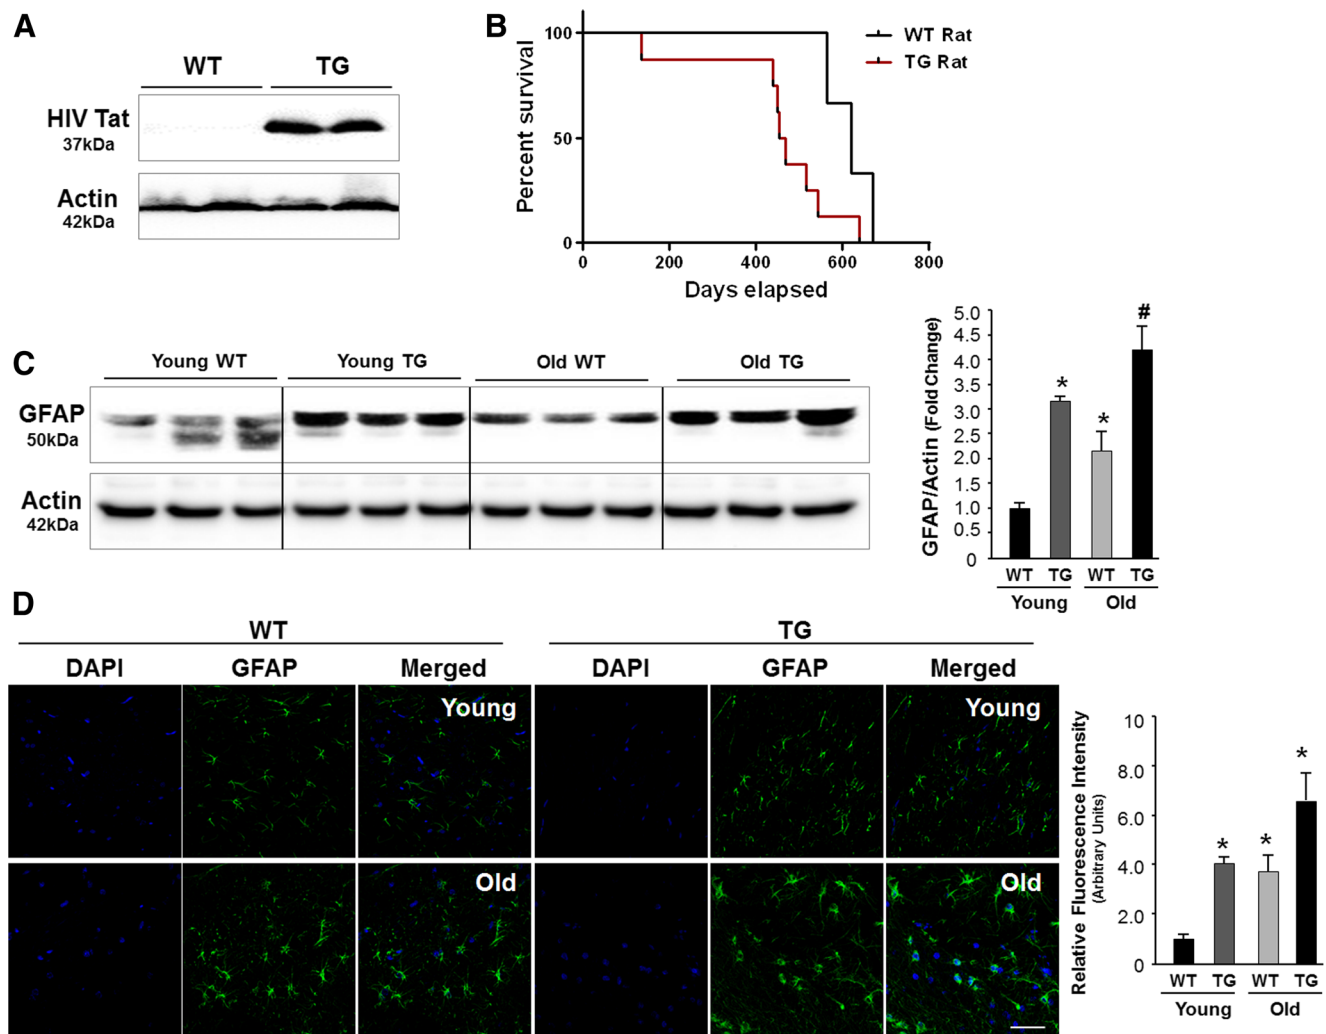 A
WT TG
HIV Tat
37kDa
Actin
42kDa
B
100
50
0
Percent survival
0 200 400 600 800
Days elapsed
WT Rat
TG Rat
C
Young WT Young TG Old WT Old TG
GFAP
50kDa
Actin
42kDa
GFAP/Actin (Fold Change)
5.0
4.5
4.0
3.5
3.0
2.5
2.0
1.5
1.0
0.5
0
* * #
WT TG WT TG
Young Old
D
WT TG
DAPI GFAP Merged DAPI GFAP Merged
Young Young
Old Old
Relative Fluorescence Intensity
(Arbitrary Units)
10
8.0
6.0
4.0
2.0
0
* * *
WT TG WT TG
Young Old